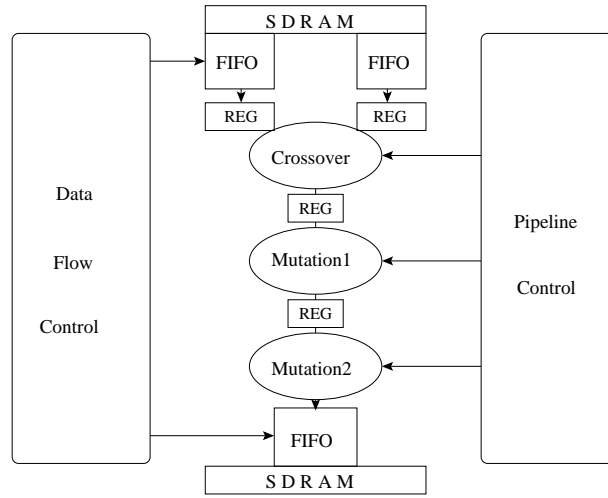 S D R A M
FIFO
FIFO
REG
REG
Crossover
REG
Mutation1
REG
Mutation2
FIFO
S D R A M
Data
Flow
Control
Pipeline
Control